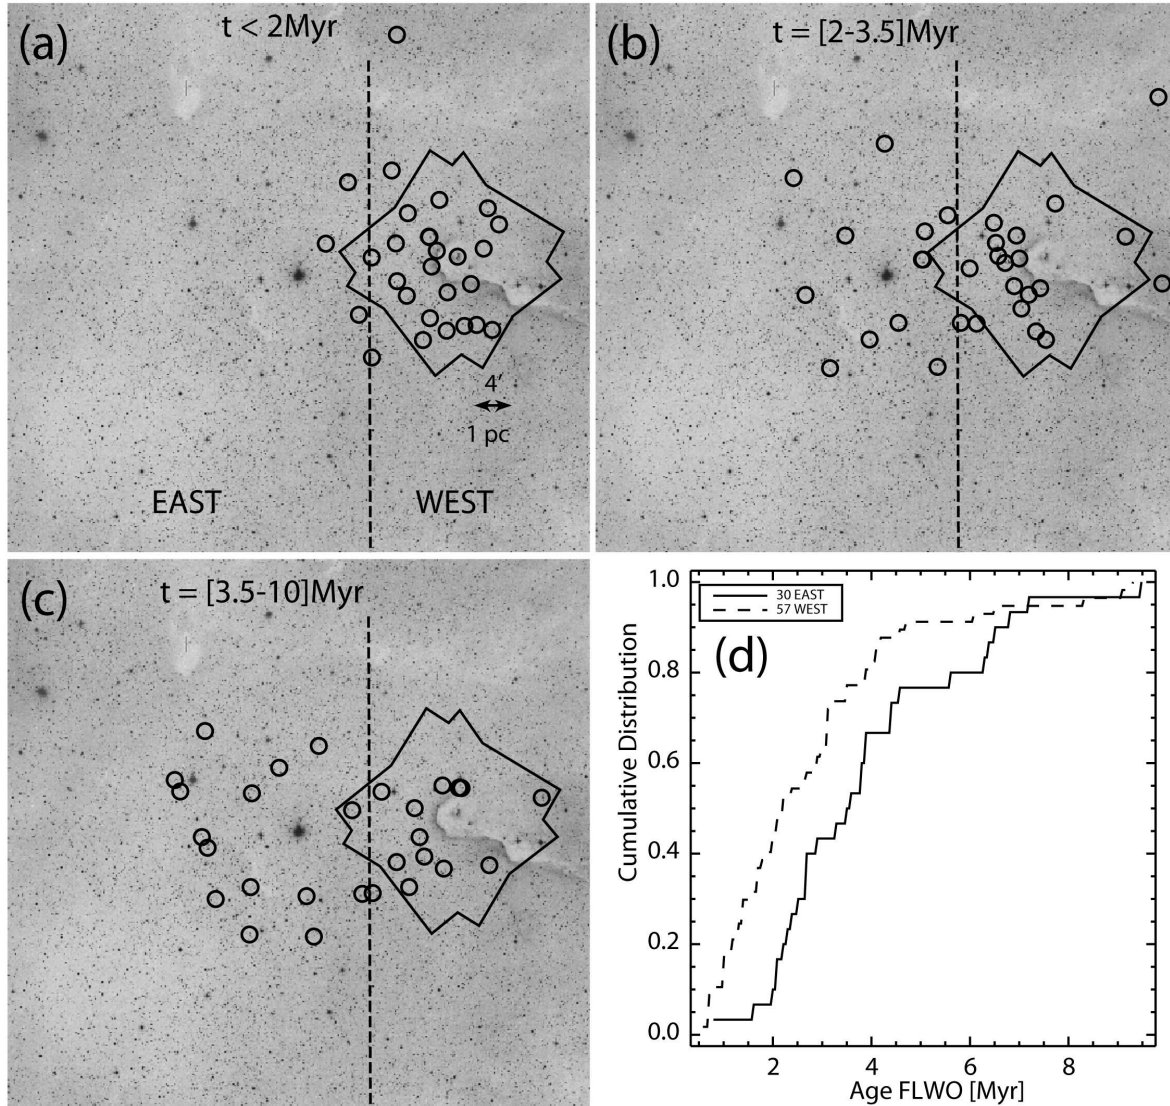 (a)
t < 2Myr
4'
1 pc
EAST
WEST
(b)
t = [2-3.5]Myr
(c)
t = [3.5-10]Myr
(d)
30 EAST
57 WEST
Cumulative Distribution
1.0
0.8
0.6
0.4
0.2
0.0
2 4 6 8
Age FLWO [Myr]